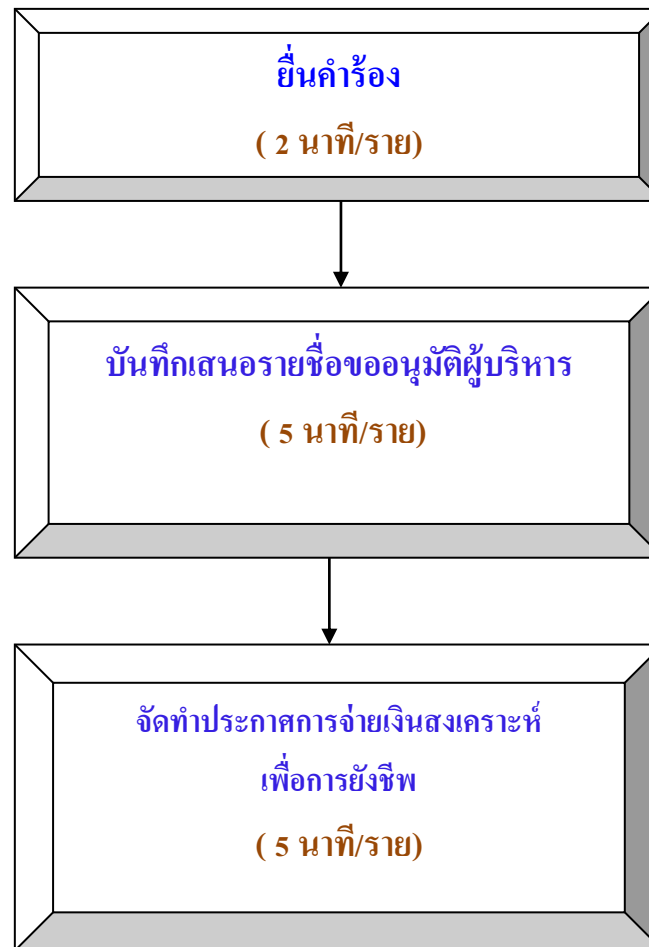 ยื่นคำร้อง
( 2 นาที/ราย)
บันทึกเสนอรายชื่อขออนุมัติผู้บริหาร
( 5 นาที/ราย)
จัดทำประกาศการจ่ายเงินสงเคราะห์
เพื่อการยังชีพ
( 5 นาที/ราย)